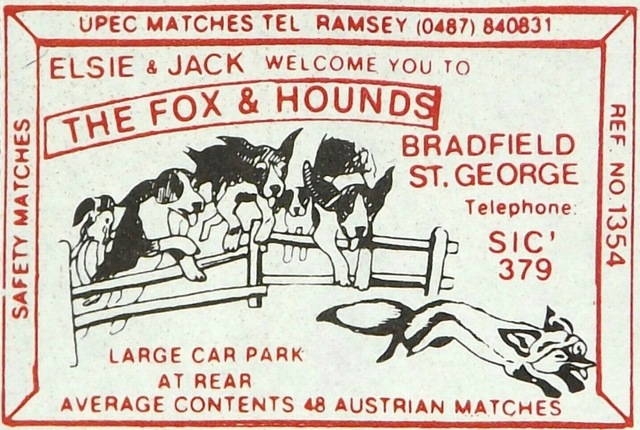 UPEC MATCHES TEL RAMSEY (0487) 840831
ELSIE & JACK WELCOME YOU TO
THE FOX & HOUNDS
BRADFIELD
ST. GEORGE
Telephone:
SIC'
379
SAFETY MATCHES
REF. NO. 1354
LARGE CAR PARK
AT REAR
AVERAGE CONTENTS 48 AUSTRIAN MATCHES